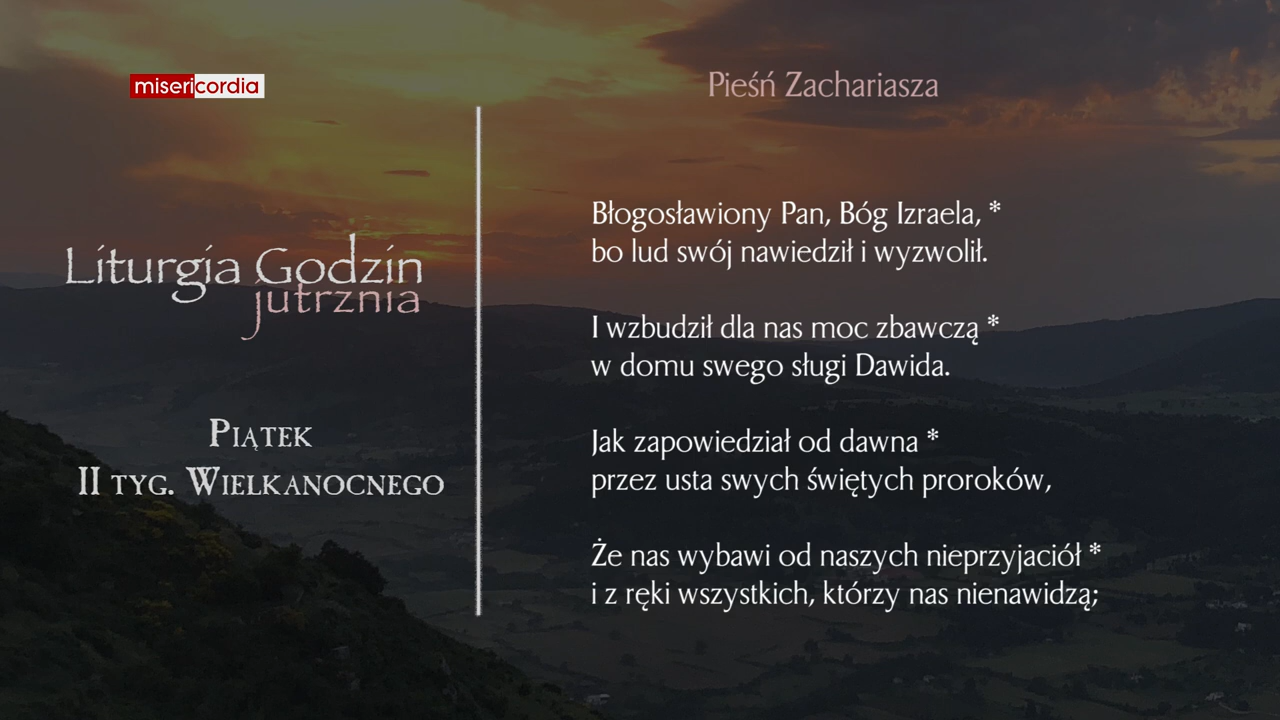 misericordia
Liturgia Godzin
jutrznia
Piątek
II tyg. Wielkanocnego
Pieśń Zachariasza
Błogosławiony Pan, Bóg Izraela, *
bo lud swój nawiedził i wyzwolił.
I wzbudził dla nas moc zbawczą *
w domu swego sługi Dawida.
Jak zapowiedział od dawna *
przez usta swych świętych proroków,
Że nas wybawi od naszych nieprzyjaciół *
i z ręki wszystkich, którzy nas nienawidzą;